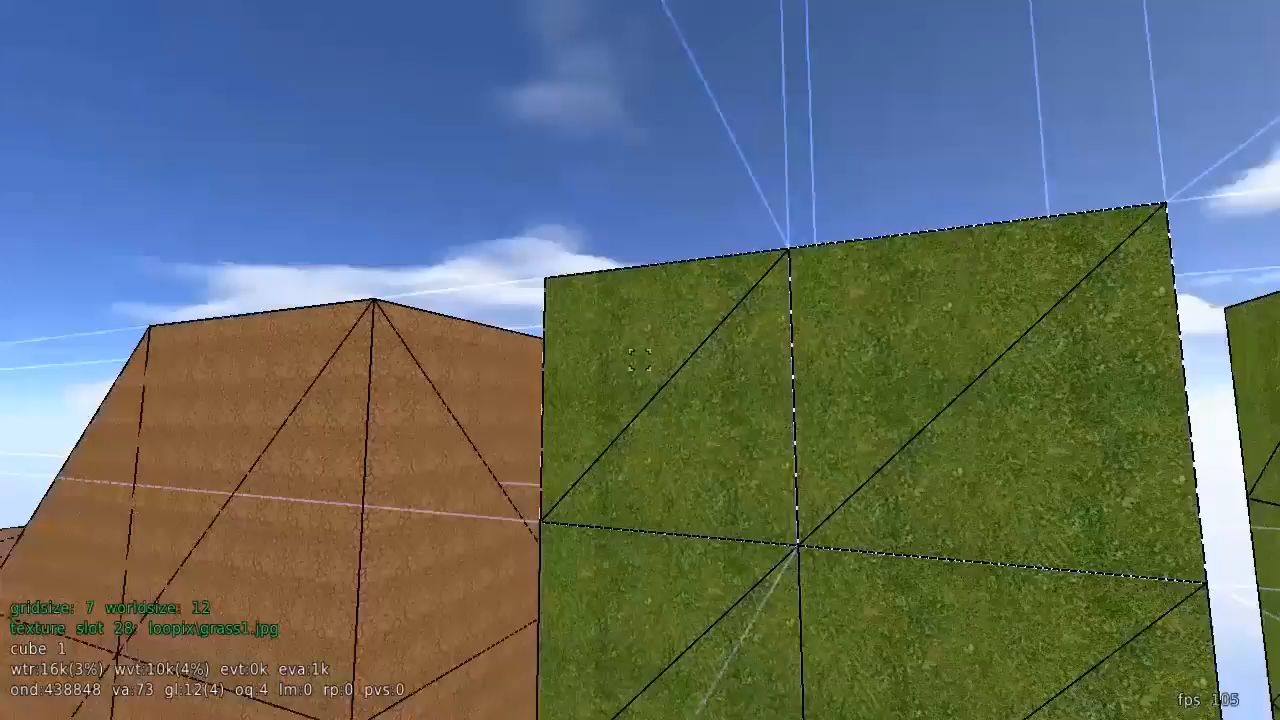 gridsize: 7 worldsize: 12
texture slot 28: loopix\grass1.jpg
cube 1
wtr:16k(3%) wvt:10k(4%) evt:0k eva:1k
ond:438848 va:73 gl:12(4) oq:4 lm:0 rp:0 pvs:0
fps 105